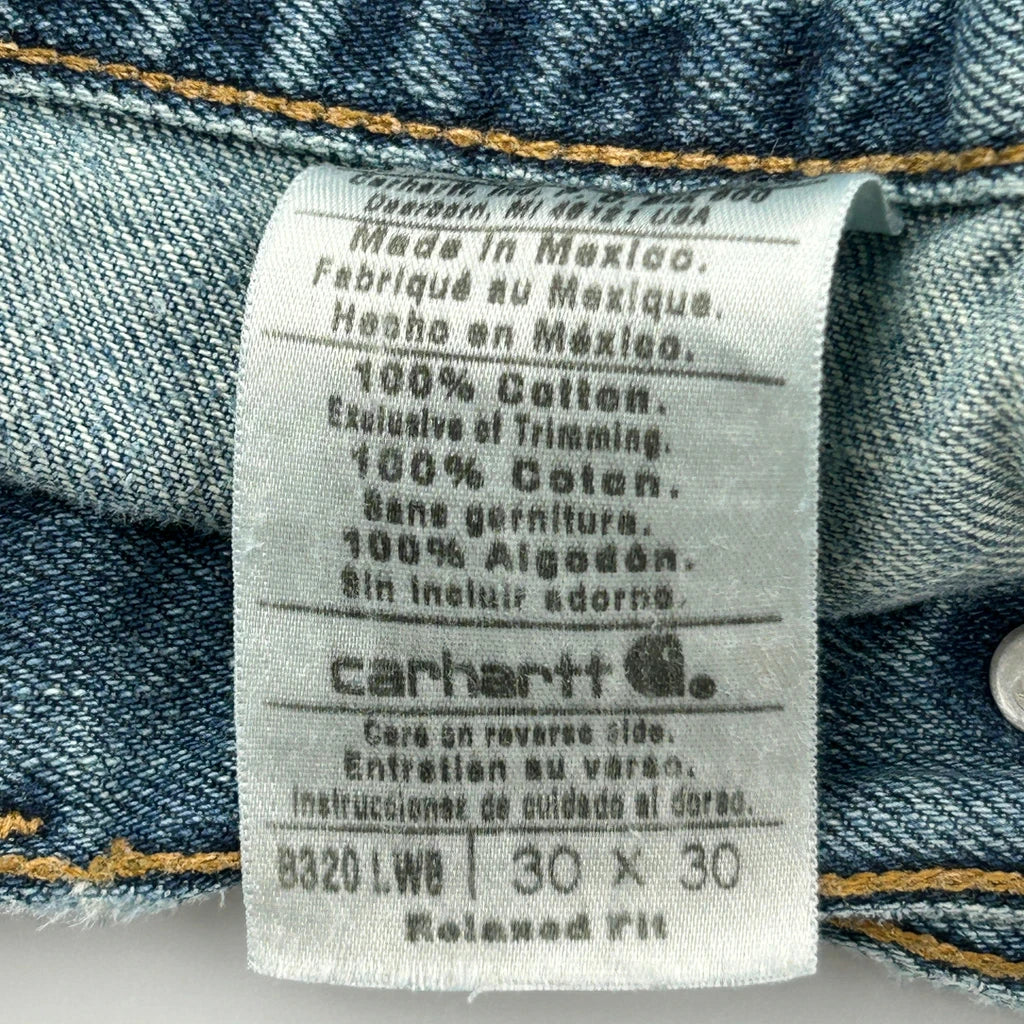 Dearborn, MI 48121 USA
Made in Mexico.
Fabriqué au Mexique.
Hecho en México.
100% Cotton.
Exclusive of Trimming.
100% Coton.
Sans garniture.
100% Algodón.
Sin incluir adorno.
carhartt
Care on reverse side.
Entretien au verso.
Instrucciones de cuidado al dorso.
B320 LWB | 30 X 30
Relaxed Fit